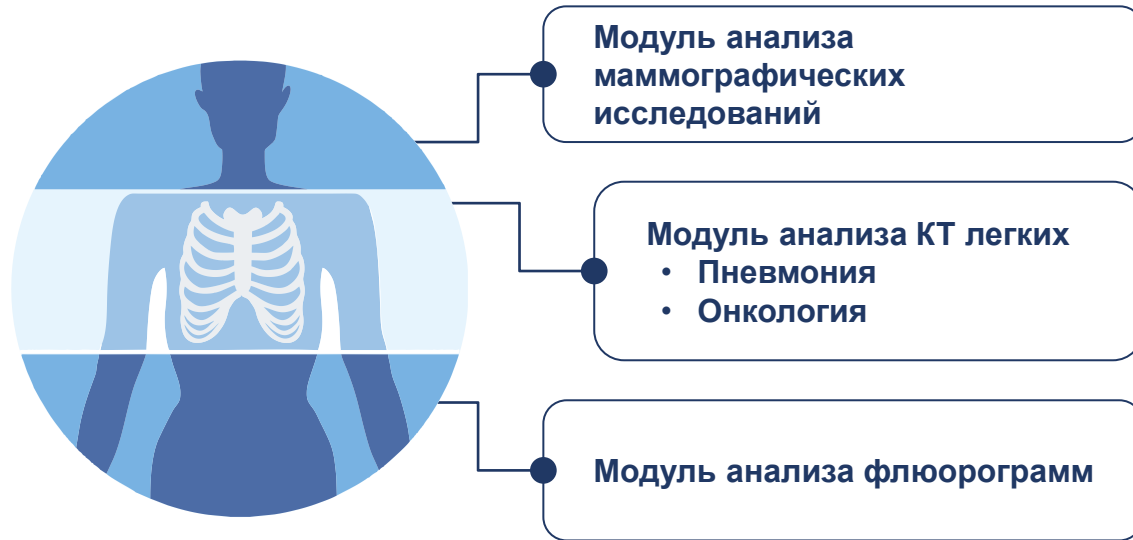 Модуль анализа
маммографических
исследований
Модуль анализа КТ легких
• Пневмония
• Онкология
Модуль анализа флюорограмм